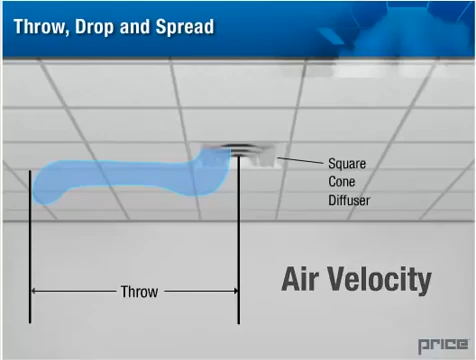 Throw, Drop and Spread
Square
Cone
Diffuser
Throw
Air Velocity
price